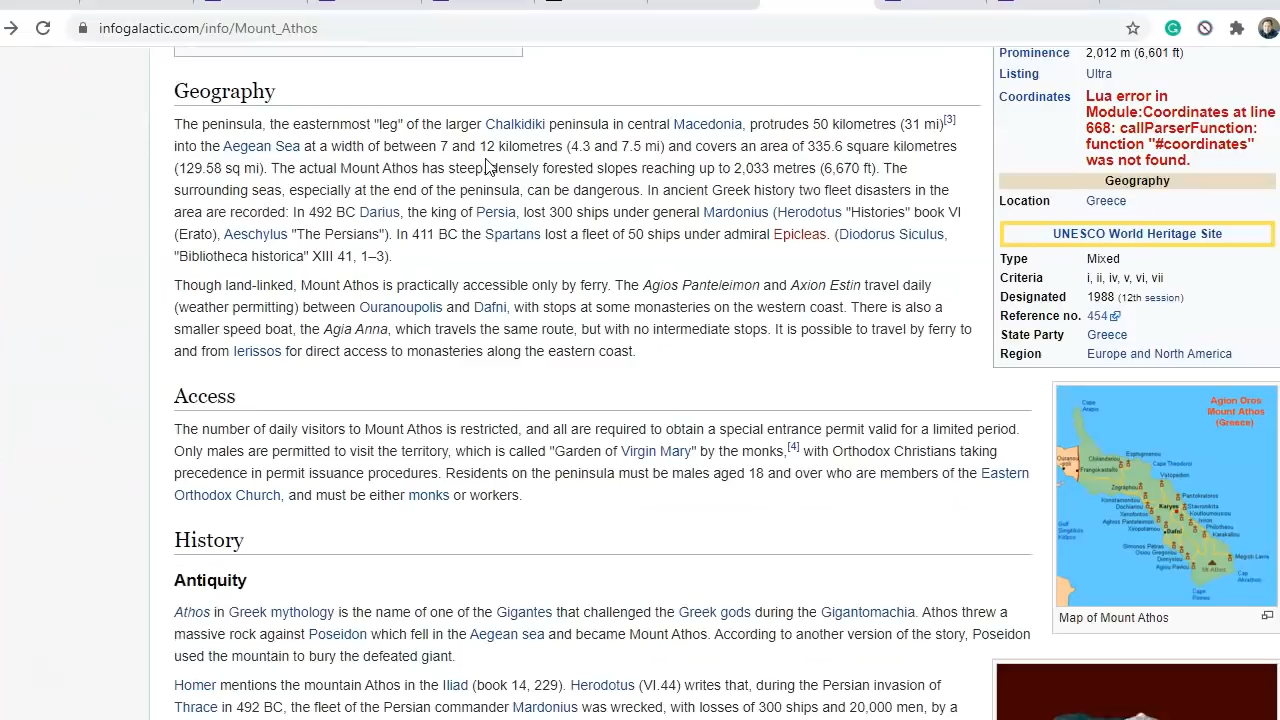 infogalactic.com/info/Mount_Athos
Geography
The peninsula, the easternmost "leg" of the larger Chalkidiki peninsula in central Macedonia, protrudes 50 kilometres (31 mi)[3]
into the Aegean Sea at a width of between 7 and 12 kilometres (4.3 and 7.5 mi) and covers an area of 335.6 square kilometres
(129.58 sq mi). The actual Mount Athos has steep, densely forested slopes reaching up to 2,033 metres (6,670 ft). The
surrounding seas, especially at the end of the peninsula, can be dangerous. In ancient Greek history two fleet disasters in the
area are recorded: In 492 BC Darius, the king of Persia, lost 300 ships under general Mardonius (Herodotus "Histories" book VI
(Erato), Aeschylus "The Persians"). In 411 BC the Spartans lost a fleet of 50 ships under admiral Epicleas. (Diodorus Siculus,
"Bibliotheca historica" XIII 41, 1–3).
Though land-linked, Mount Athos is practically accessible only by ferry. The Agios Panteleimon and Axion Estin travel daily
(weather permitting) between Ouranoupolis and Dafni, with stops at some monasteries on the western coast. There is also a
smaller speed boat, the Agia Anna, which travels the same route, but with no intermediate stops. It is possible to travel by ferry to
and from Ierissos for direct access to monasteries along the eastern coast.
Access
The number of daily visitors to Mount Athos is restricted, and all are required to obtain a special entrance permit valid for a limited period.
Only males are permitted to visit the territory, which is called "Garden of Virgin Mary" by the monks,[4] with Orthodox Christians taking
precedence in permit issuance procedures. Residents on the peninsula must be males aged 18 and over who are members of the Eastern
Orthodox Church, and must be either monks or workers.
History
Antiquity
Athos in Greek mythology is the name of one of the Gigantes that challenged the Greek gods during the Gigantomachia. Athos threw a
massive rock against Poseidon which fell in the Aegean sea and became Mount Athos. According to another version of the story, Poseidon
used the mountain to bury the defeated giant.
Homer mentions the mountain Athos in the Iliad (book 14, 229). Herodotus (VI.44) writes that, during the Persian invasion of
Thrace in 492 BC, the fleet of the Persian commander Mardonius was wrecked, with losses of 300 ships and 20,000 men, by a
Prominence 2,012 m (6,601 ft)
Listing Ultra
Coordinates Lua error in
Module:Coordinates at line
668: callParserFunction:
function "#coordinates"
was not found.
Geography
Location Greece
UNESCO World Heritage Site
Type Mixed
Criteria i, ii, iv, v, vi, vii
Designated 1988 (12th session)
Reference no. 454
State Party Greece
Region Europe and North America
Agion Oros
Mount Athos
(Greece)
Karyes
Dafni
Map of Mount Athos